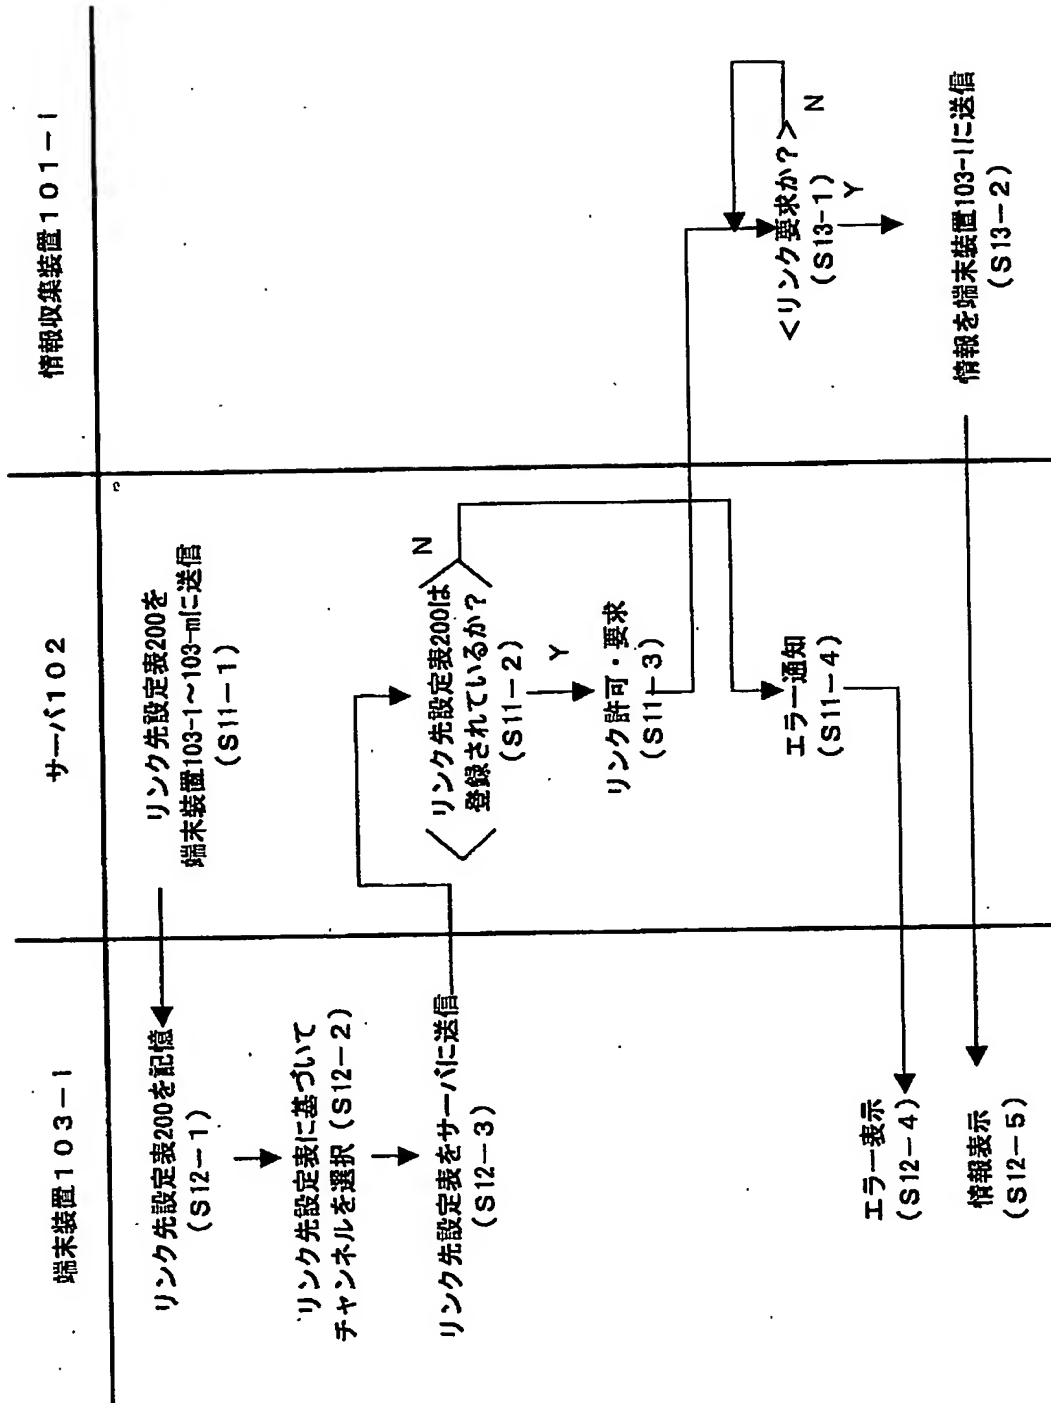 端末装置１０３－１
サーバ１０２
情報収集装置１０１－１
リンク先設定表200を
端末装置103-1～103-mに送信
（Ｓ１１－１）
リンク先設定表200を記憶
（Ｓ１２－１）
リンク先設定表に基づいて
チャンネルを選択（Ｓ１２－２）
リンク先設定表をサーバに送信
（Ｓ１２－３）
リンク先設定表200は
登録されているか？
（Ｓ１１－２）
N
Y
リンク許可・要求
（Ｓ１１－３）
＜リンク要求か？＞
（Ｓ１３－１）
N
Y
エラー通知
（Ｓ１１－４）
エラー表示
（Ｓ１２－４）
情報を端末装置103-1に送信
（Ｓ１３－２）
情報表示
（Ｓ１２－５）